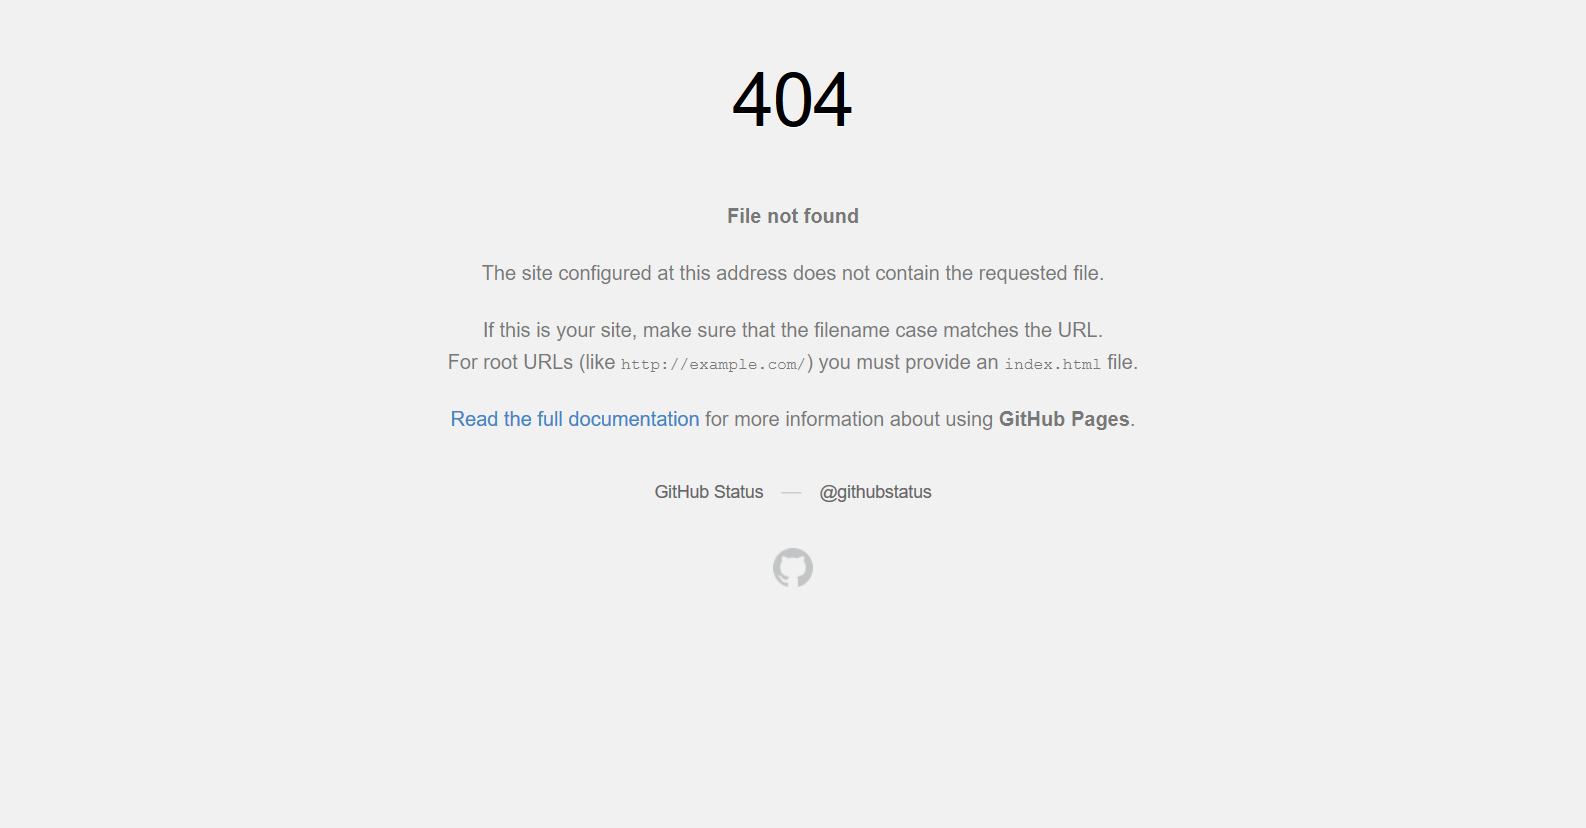 404
File not found
The site configured at this address does not contain the requested file.
If this is your site, make sure that the filename case matches the URL.
For root URLs (like http://example.com/) you must provide an index.html file.
Read the full documentation for more information about using GitHub Pages.
GitHub Status — @githubstatus